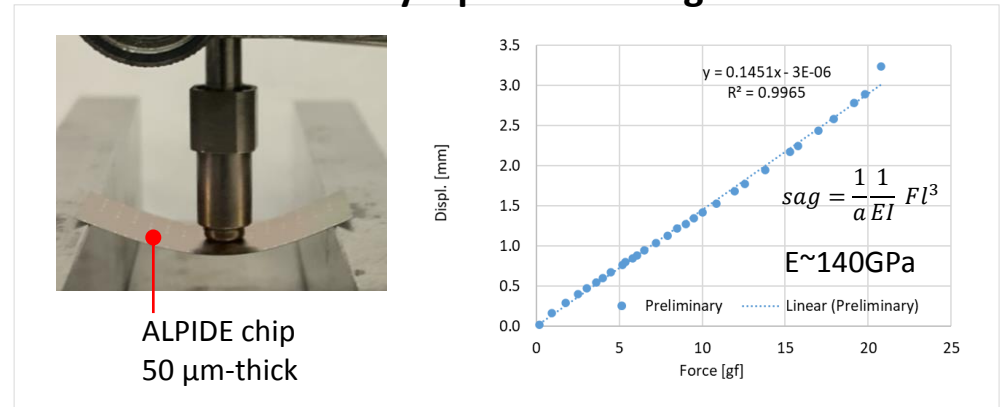 ALPIDE chip
50 µm-thick
3.5
3.0
2.5
2.0
1.5
1.0
0.5
0.0
Displ. [mm]
y = 0.1451x - 3E-06
R² = 0.9965
sag = 1/a 1/EI Fl³
E~140GPa
Preliminary
Linear (Preliminary)
0 5 10 15 20 25
Force [gf]